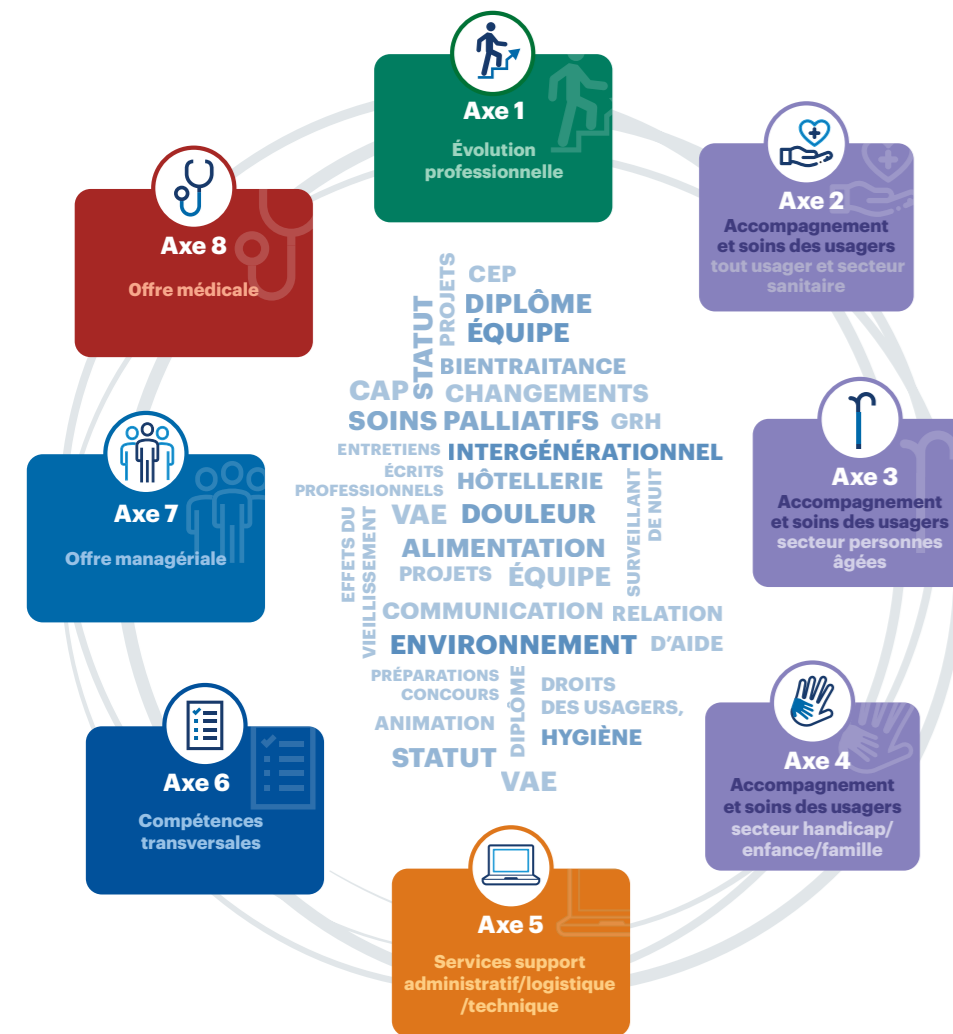 Axe 1
Évolution
professionnelle
Axe 2
Accompagnement
et soins des usagers
tout usager et secteur
sanitaire
Axe 3
Accompagnement
et soins des usagers
secteur personnes
âgées
Axe 4
Accompagnement
et soins des usagers
secteur handicap/
enfance/famille
Axe 5
Services support
administratif/logistique
/technique
Axe 6
Compétences
transversales
Axe 7
Offre managériale
Axe 8
Offre médicale
STATUT
PROJETS
CEP
DIPLÔME
ÉQUIPE
BIENTRAITANCE
CAP
CHANGEMENTS
SOINS PALLIATIFS
GRH
ENTRETIENS
INTERGÉNÉRATIONNEL
ÉCRITS
PROFESSIONNELS
HÔTELLERIE
SURVEILLANT
DE NUIT
EFFETS DU
VIEILLISSEMENT
VAE
DOULEUR
ALIMENTATION
PROJETS
ÉQUIPE
COMMUNICATION
RELATION
D'AIDE
ENVIRONNEMENT
PRÉPARATIONS
CONCOURS
DIPLÔME
DROITS
DES USAGERS,
ANIMATION
HYGIÈNE
STATUT
VAE